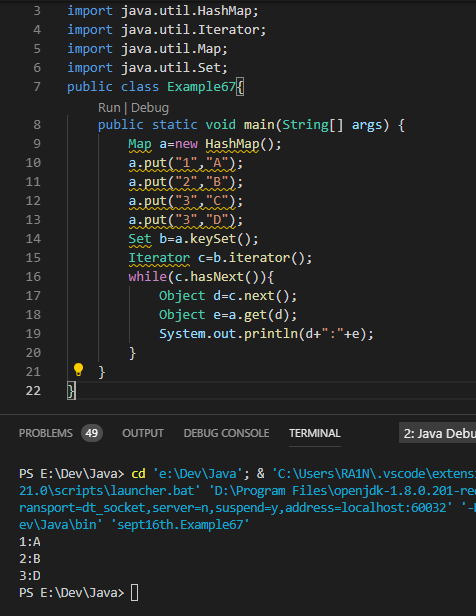 3 import java.util.HashMap;
4 import java.util.Iterator;
5 import java.util.Map;
6 import java.util.Set;
7 public class Example67{
Run | Debug
8 public static void main(String[] args) {
9 Map a=new HashMap();
10 a.put("1","A");
11 a.put("2","B");
12 a.put("3","C");
13 a.put("3","D");
14 Set b=a.keySet();
15 Iterator c=b.iterator();
16 while(c.hasNext()){
17 Object d=c.next();
18 Object e=a.get(d);
19 System.out.println(d+":"+e);
20 }
21 }
22 }
PROBLEMS 49 OUTPUT DEBUG CONSOLE TERMINAL 2: Java Debu
PS E:\Dev\Java> cd 'e:\Dev\Java'; & 'C:\Users\RA1N\.vscode\extensi
21.0\scripts\launcher.bat' 'D:\Program Files\openjdk-1.8.0.201-red
ransport=dt_socket,server=n,suspend=y,address=localhost:60032' '-
ev\Java\bin' 'sept16th.Example67'
1:A
2:B
3:D
PS E:\Dev\Java>